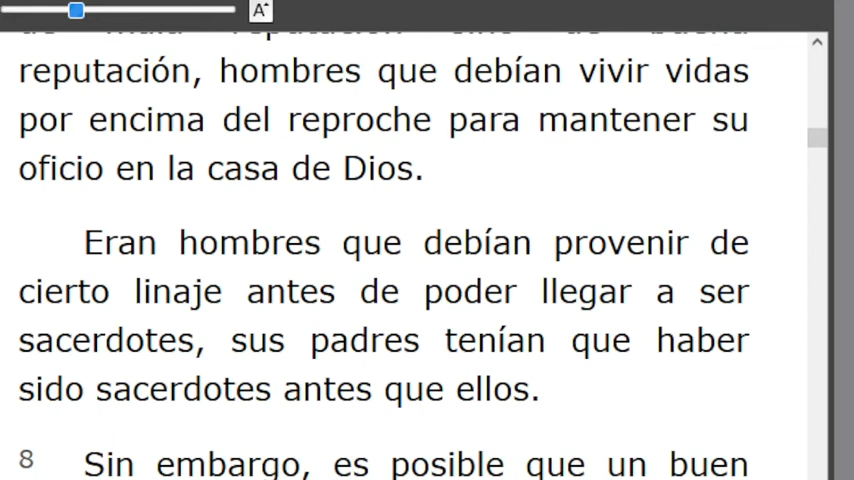 A
reputación, hombres que debían vivir vidas
por encima del reproche para mantener su
oficio en la casa de Dios.
Eran hombres que debían provenir de
cierto linaje antes de poder llegar a ser
sacerdotes, sus padres tenían que haber
sido sacerdotes antes que ellos.
8 Sin embargo, es posible que un buen